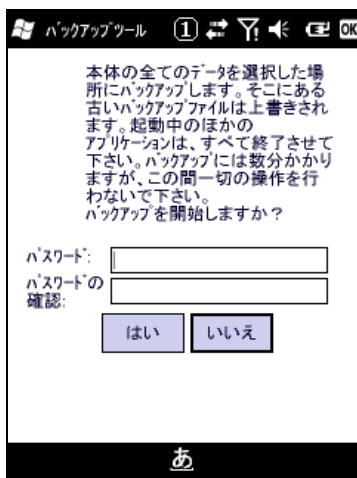 ﾊﾞｯｸｱｯﾌﾟﾂｰﾙ 1 OK
本体の全てのﾃﾞｰﾀを選択した場
所にﾊﾞｯｸｱｯﾌﾟします。そこにある
古いﾊﾞｯｸｱｯﾌﾟﾌｧｲﾙは上書きされ
ます。起動中のほかの
ｱﾌﾟﾘｹｰｼｮﾝは、すべて終了させて
下さい。ﾊﾞｯｸｱｯﾌﾟには数分かかり
ますが、この間一切の操作を行
わないで下さい。
ﾊﾞｯｸｱｯﾌﾟを開始しますか？
ﾊﾟｽﾜｰﾄﾞ:
ﾊﾟｽﾜｰﾄﾞの
確認:
はい いいえ
あ